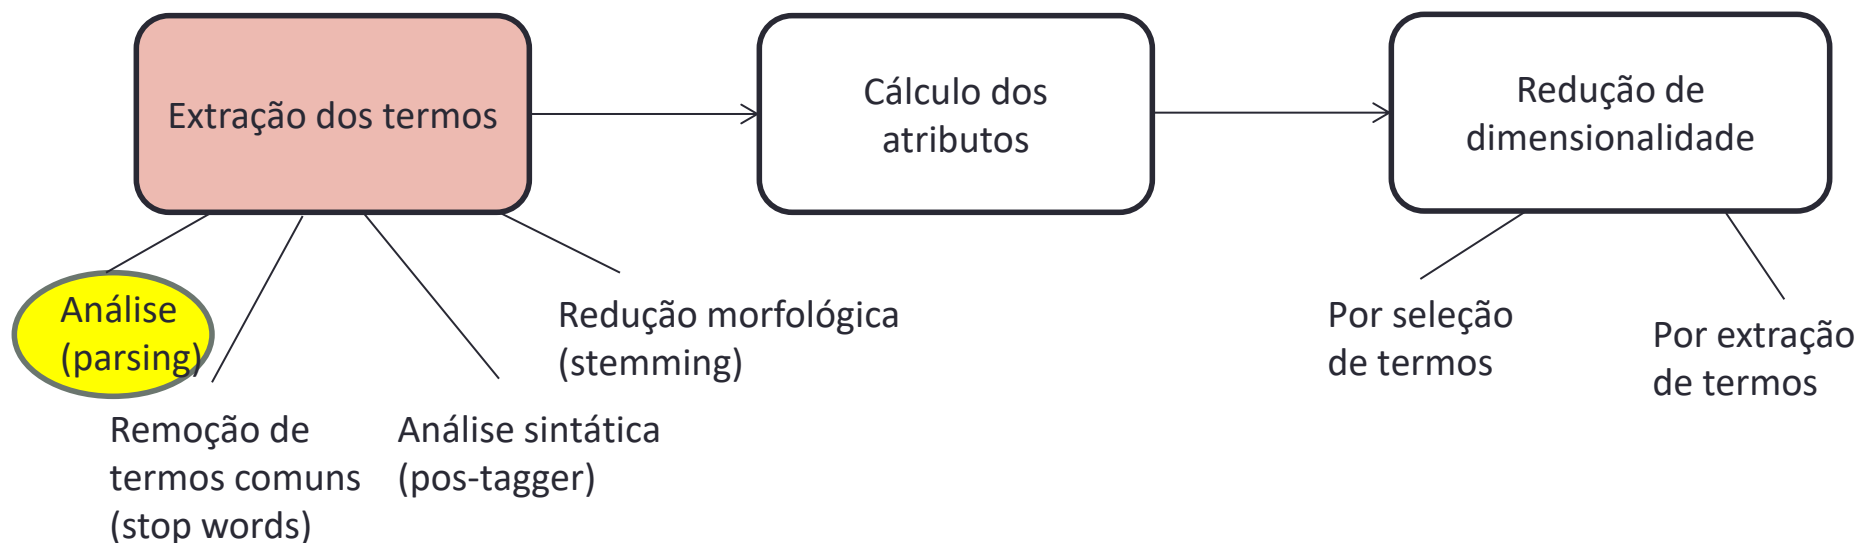 Extração dos termos
Cálculo dos
atributos
Redução de
dimensionalidade
Análise
(parsing)
Remoção de
termos comuns
(stop words)
Análise sintática
(pos-tagger)
Redução morfológica
(stemming)
Por seleção
de termos
Por extração
de termos